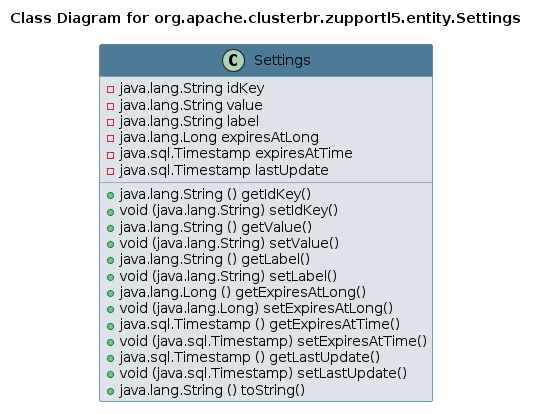 Class Diagram for org.apache.clusterbr.zupportl5.entity.Settings
C Settings
java.lang.String idKey
java.lang.String value
java.lang.String label
java.lang.Long expiresAtLong
java.sql.Timestamp expiresAtTime
java.sql.Timestamp lastUpdate
java.lang.String () getIdKey()
void (java.lang.String) setIdKey()
java.lang.String () getValue()
void (java.lang.String) setValue()
java.lang.String () getLabel()
void (java.lang.String) setLabel()
java.lang.Long () getExpiresAtLong()
void (java.lang.Long) setExpiresAtLong()
java.sql.Timestamp () getExpiresAtTime()
void (java.sql.Timestamp) setExpiresAtTime()
java.sql.Timestamp () getLastUpdate()
void (java.sql.Timestamp) setLastUpdate()
java.lang.String () toString()